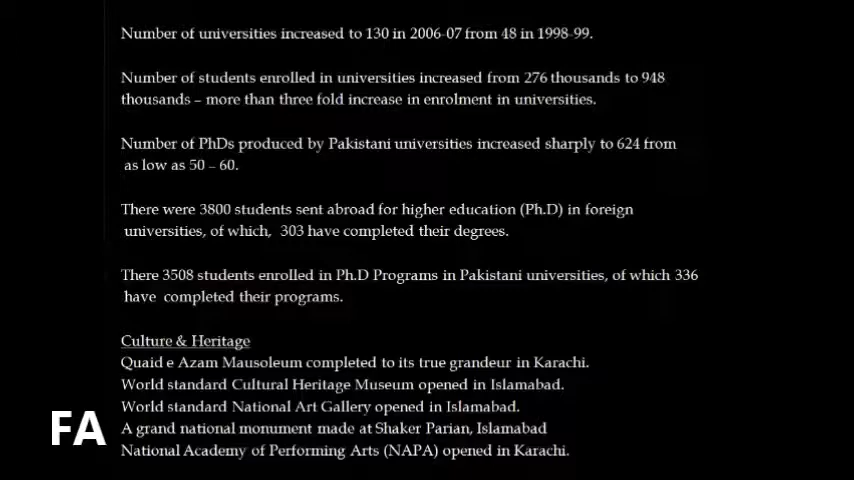 Number of universities increased to 130 in 2006-07 from 48 in 1998-99.
Number of students enrolled in universities increased from 276 thousands to 948
thousands – more than three fold increase in enrolment in universities.
Number of PhDs produced by Pakistani universities increased sharply to 624 from
as low as 50 – 60.
There were 3800 students sent abroad for higher education (Ph.D) in foreign
universities, of which, 303 have completed their degrees.
There 3508 students enrolled in Ph.D Programs in Pakistani universities, of which 336
have completed their programs.
Culture & Heritage
Quaid e Azam Mausoleum completed to its true grandeur in Karachi.
World standard Cultural Heritage Museum opened in Islamabad.
World standard National Art Gallery opened in Islamabad.
A grand national monument made at Shaker Parian, Islamabad
National Academy of Performing Arts (NAPA) opened in Karachi.
FA